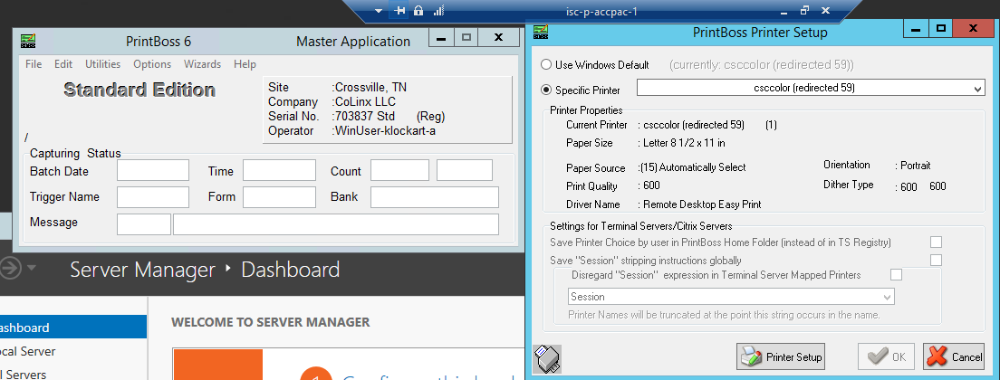 isc-p-accpac-1
PrintBoss 6 Master Application
File Edit Utilities Options Wizards Help
Standard Edition
Site :Crossville, TN
Company :CoLinx LLC
Serial No. :703837 Std (Reg)
Operator :WinUser-klockart-a
/
Capturing Status
Batch Date Time Count
Trigger Name Form Bank
Message
Server Manager • Dashboard
ashboard
ocal Server
l Servers
WELCOME TO SERVER MANAGER
1
PrintBoss Printer Setup
Use Windows Default (currently: csccolor (redirected 59))
Specific Printer csccolor (redirected 59)
Printer Properties
Current Printer : csccolor (redirected 59) (1)
Paper Size : Letter 8 1/2 x 11 in
Paper Source :(15) Automatically Select Orientation : Portrait
Print Quality : 600 Dither Type : 600 600
Driver Name : Remote Desktop Easy Print
Settings for Terminal Servers/Citrix Servers
Save Printer Choice by user in PrintBoss Home Folder (instead of in TS Registry)
Save "Session" stripping instructions globally
Disregard "Session" expression in Terminal Server Mapped Printers
Session
Printer Names will be truncated at the point this string occurs in the name.
Printer Setup OK Cancel